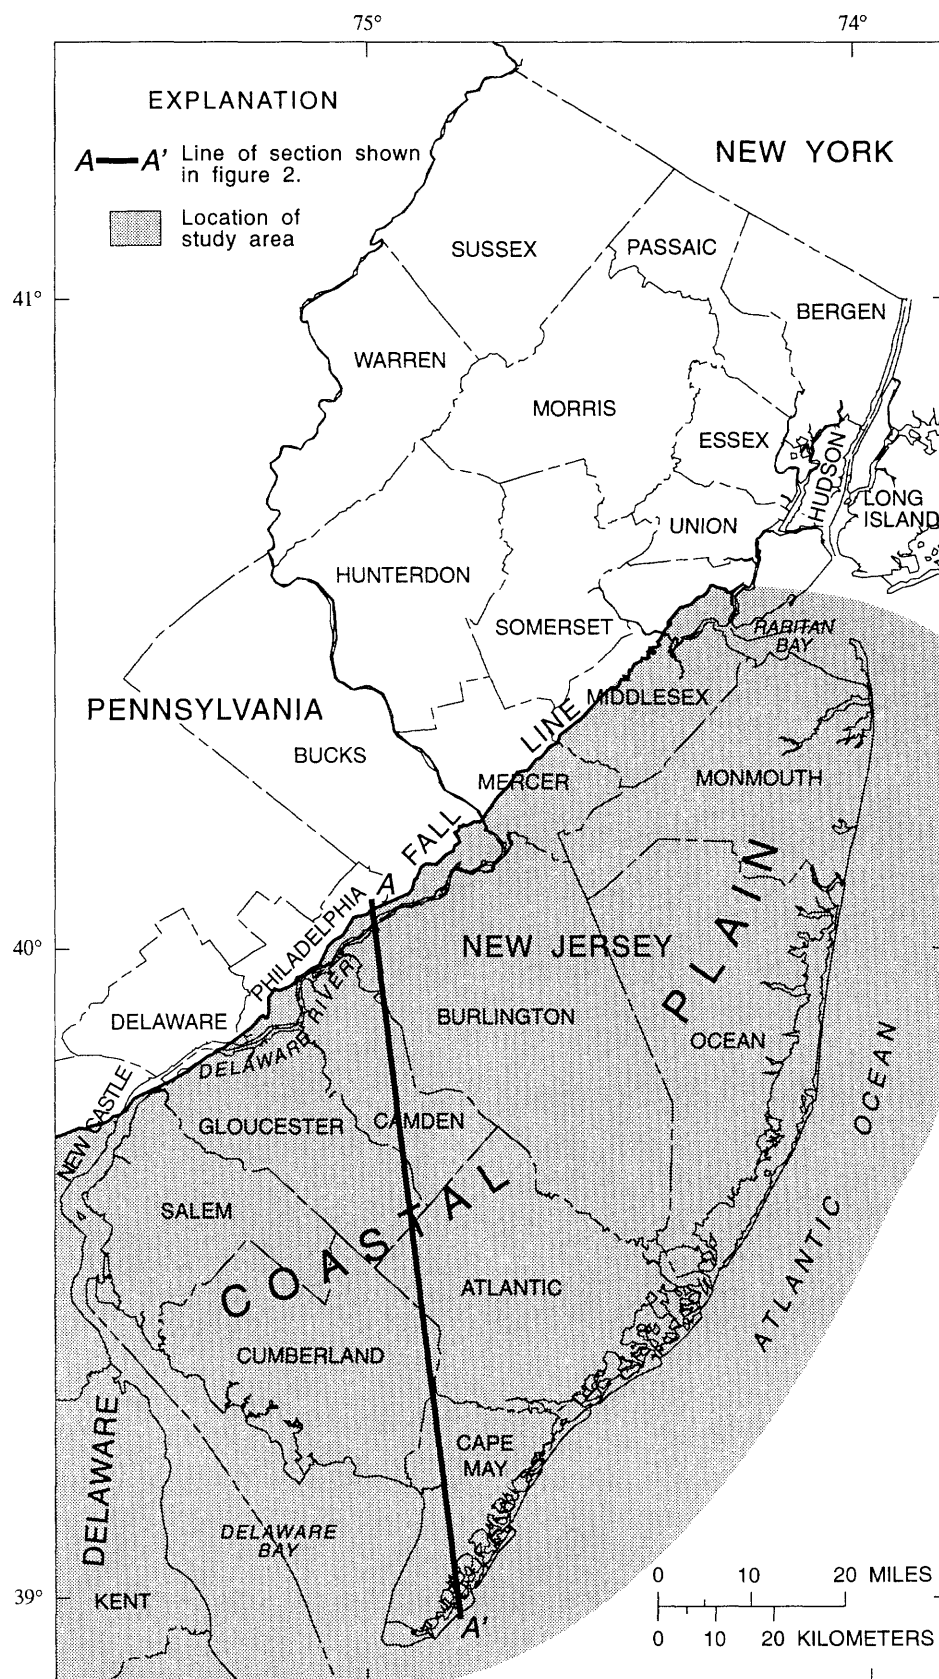 75°
74°
EXPLANATION
A A' Line of section shown
in figure 2.
Location of
study area
NEW YORK
SUSSEX
PASSAIC
41°
BERGEN
WARREN
MORRIS
ESSEX
HUDSON
LONG
ISLAND
UNION
HUNTERDON
SOMERSET
RARITAN
BAY
MIDDLESEX
PENNSYLVANIA
BUCKS
FALL LINE
MERCER
MONMOUTH
A
PHILADELPHIA
40°
NEW JERSEY
COASTAL PLAIN
DELAWARE
BURLINGTON
OCEAN
DELAWARE RIVER
NEW CASTLE
GLOUCESTER
CAMDEN
ATLANTIC OCEAN
SALEM
ATLANTIC
CUMBERLAND
DELAWARE
CAPE
MAY
DELAWARE
BAY
KENT
39°
A'
0 10 20 MILES
0 10 20 KILOMETERS